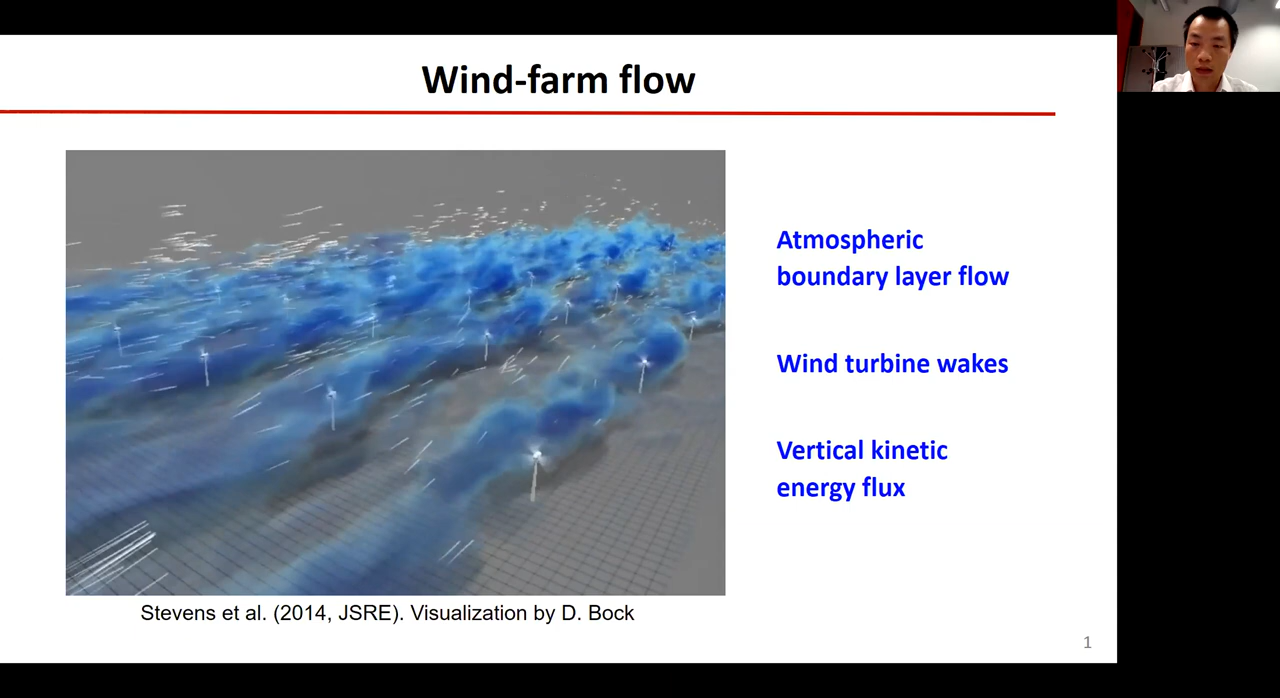 Wind-farm flow
Atmospheric
boundary layer flow
Wind turbine wakes
Vertical kinetic
energy flux
Stevens et al. (2014, JSRE). Visualization by D. Bock
1